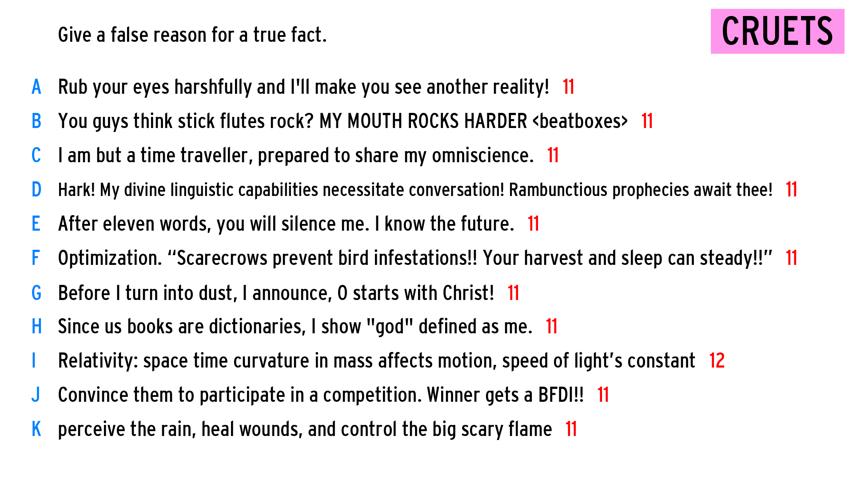 Give a false reason for a true fact.
CRUETS
A Rub your eyes harshfully and I'll make you see another reality! 11
B You guys think stick flutes rock? MY MOUTH ROCKS HARDER <beatboxes> 11
C I am but a time traveller, prepared to share my omniscience. 11
D Hark! My divine linguistic capabilities necessitate conversation! Rambunctious prophecies await thee! 11
E After eleven words, you will silence me. I know the future. 11
F Optimization. “Scarecrows prevent bird infestations!! Your harvest and sleep can steady!!” 11
G Before I turn into dust, I announce, 0 starts with Christ! 11
H Since us books are dictionaries, I show "god" defined as me. 11
I Relativity: space time curvature in mass affects motion, speed of light’s constant 12
J Convince them to participate in a competition. Winner gets a BFDI!! 11
K perceive the rain, heal wounds, and control the big scary flame 11